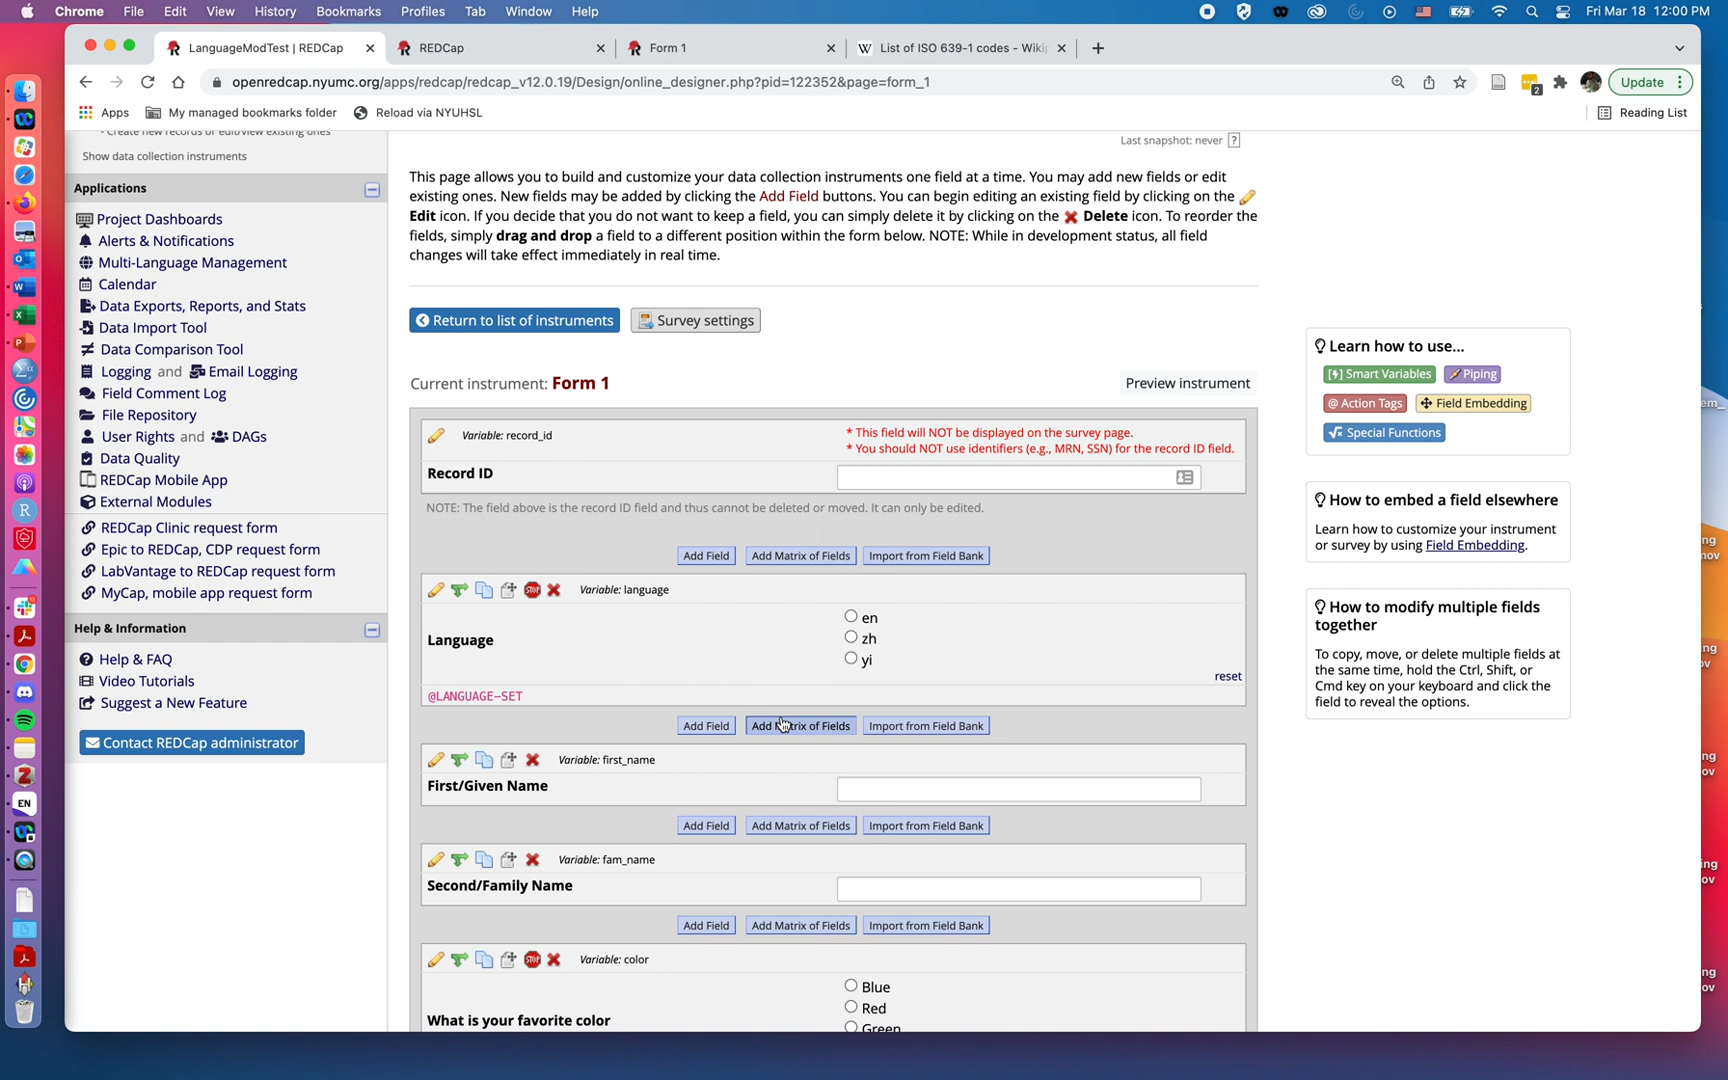 Chrome File Edit View History Bookmarks Profiles Tab Window Help
Fri Mar 18 12:00 PM
LanguageModTest | REDCap
REDCap
Form 1
List of ISO 639-1 codes - Wiki
openredcap.nyumc.org/apps/redcap/redcap_v12.0.19/Design/online_designer.php?pid=122352&page=form_1
2
Update
Apps
My managed bookmarks folder
Reload via NYUHSL
Reading List
- Create new records or edit/view existing ones
Show data collection instruments
Applications
Project Dashboards
Alerts & Notifications
Multi-Language Management
Calendar
Data Exports, Reports, and Stats
Data Import Tool
Data Comparison Tool
Logging and Email Logging
Field Comment Log
File Repository
User Rights and DAGs
Data Quality
REDCap Mobile App
External Modules
REDCap Clinic request form
Epic to REDCap, CDP request form
LabVantage to REDCap request form
MyCap, mobile app request form
Help & Information
Help & FAQ
Video Tutorials
Suggest a New Feature
Contact REDCap administrator
Last snapshot: never ?
This page allows you to build and customize your data collection instruments one field at a time. You may add new fields or edit
existing ones. New fields may be added by clicking the Add Field buttons. You can begin editing an existing field by clicking on the
Edit icon. If you decide that you do not want to keep a field, you can simply delete it by clicking on the Delete icon. To reorder the
fields, simply drag and drop a field to a different position within the form below. NOTE: While in development status, all field
changes will take effect immediately in real time.
Return to list of instruments
Survey settings
Current instrument: Form 1
Preview instrument
Variable: record_id
* This field will NOT be displayed on the survey page.
* You should NOT use identifiers (e.g., MRN, SSN) for the record ID field.
Record ID
NOTE: The field above is the record ID field and thus cannot be deleted or moved. It can only be edited.
Add Field Add Matrix of Fields Import from Field Bank
STOP
Variable: language
Language
en
zh
yi
reset
@LANGUAGE-SET
Add Field Add Matrix of Fields Import from Field Bank
Variable: first_name
First/Given Name
Add Field Add Matrix of Fields Import from Field Bank
Variable: fam_name
Second/Family Name
Add Field Add Matrix of Fields Import from Field Bank
STOP
Variable: color
What is your favorite color
Blue
Red
Green
Learn how to use...
Smart Variables Piping
@ Action Tags Field Embedding
Special Functions
How to embed a field elsewhere
Learn how to customize your instrument
or survey by using Field Embedding.
How to modify multiple fields
together
To copy, move, or delete multiple fields at
the same time, hold the Ctrl, Shift, or
Cmd key on your keyboard and click the
field to reveal the options.
EN